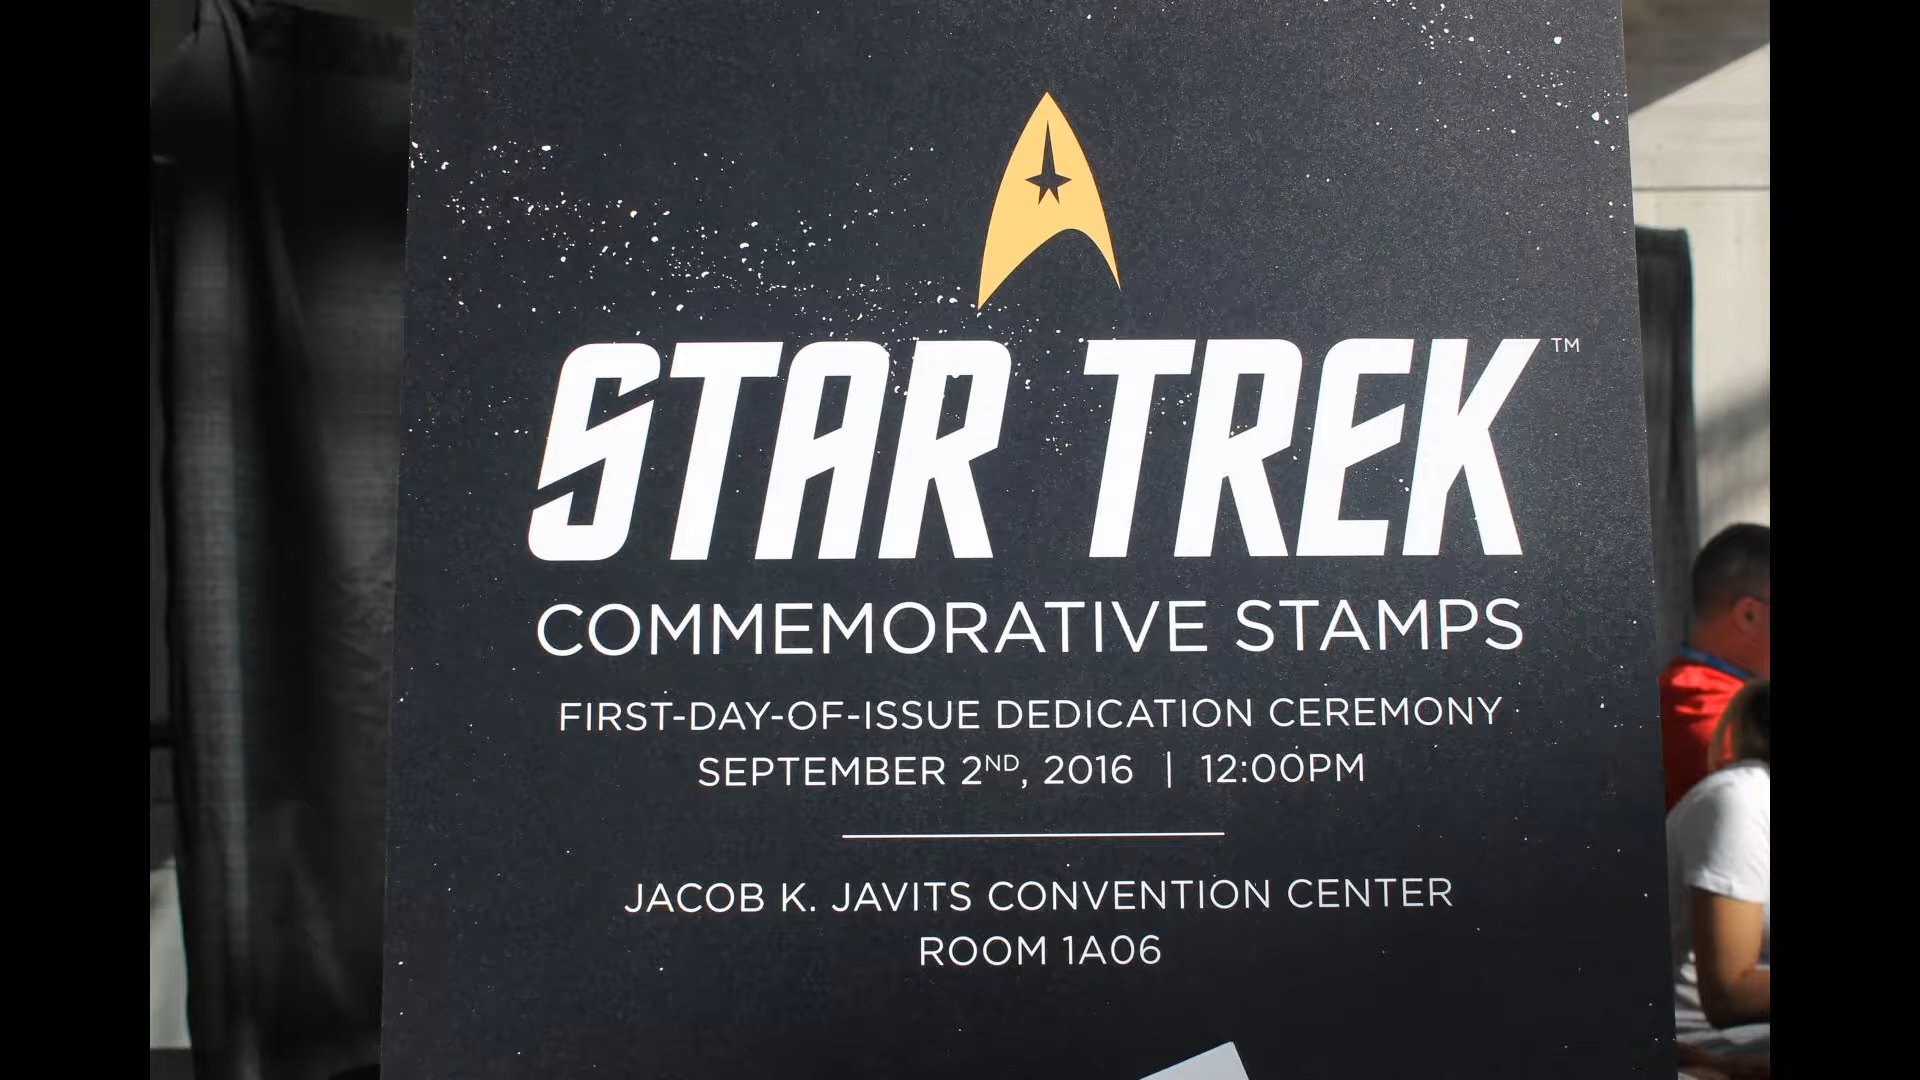 STAR TREK™
COMMEMORATIVE STAMPS
FIRST-DAY-OF-ISSUE DEDICATION CEREMONY
SEPTEMBER 2ND, 2016 | 12:00PM
JACOB K. JAVITS CONVENTION CENTER
ROOM 1A06